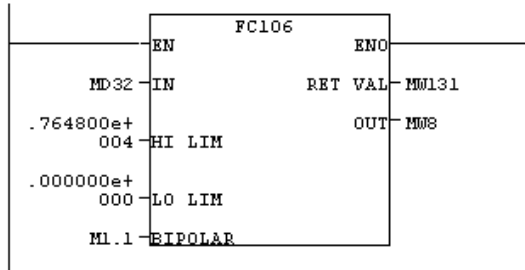 FC106
EN ENO
MD32 IN RET VAL MW131
.764800e+ OUT MW8
004 HI LIM
.000000e+
000 LO LIM
M1.1 BIPOLAR